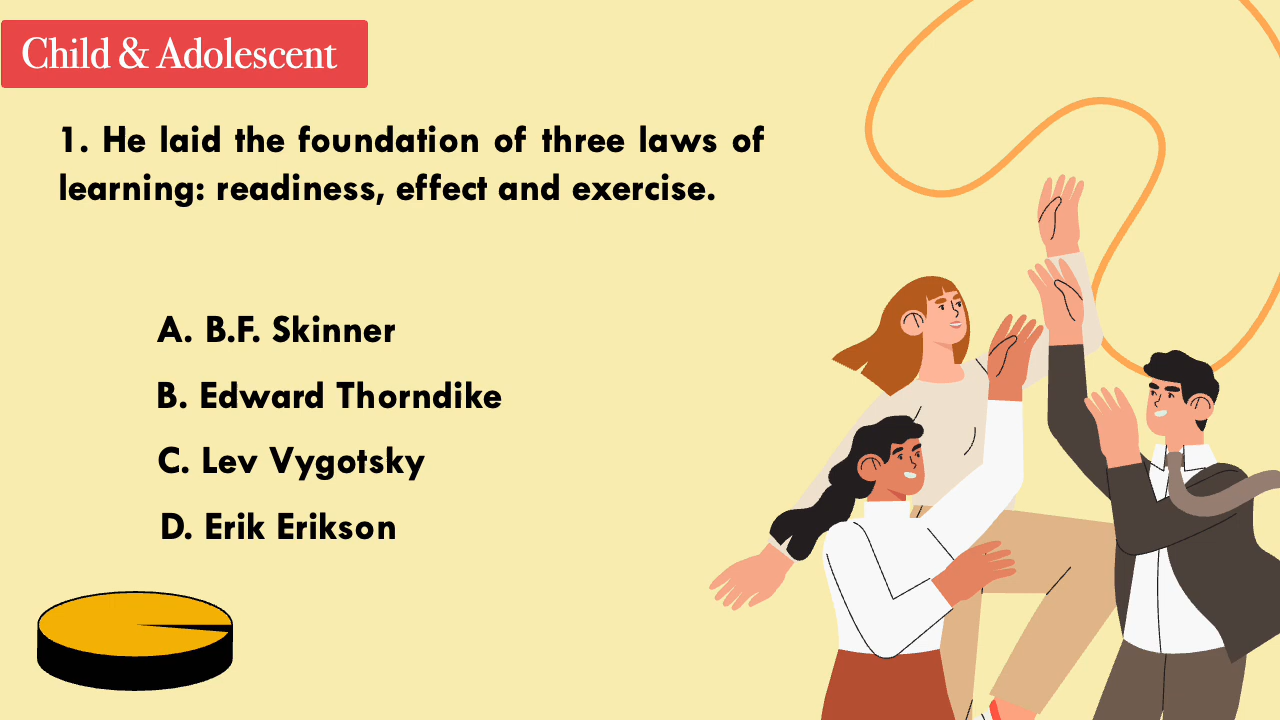 Child & Adolescent
1. He laid the foundation of three laws of
learning: readiness, effect and exercise.
A. B.F. Skinner
B. Edward Thorndike
C. Lev Vygotsky
D. Erik Erikson